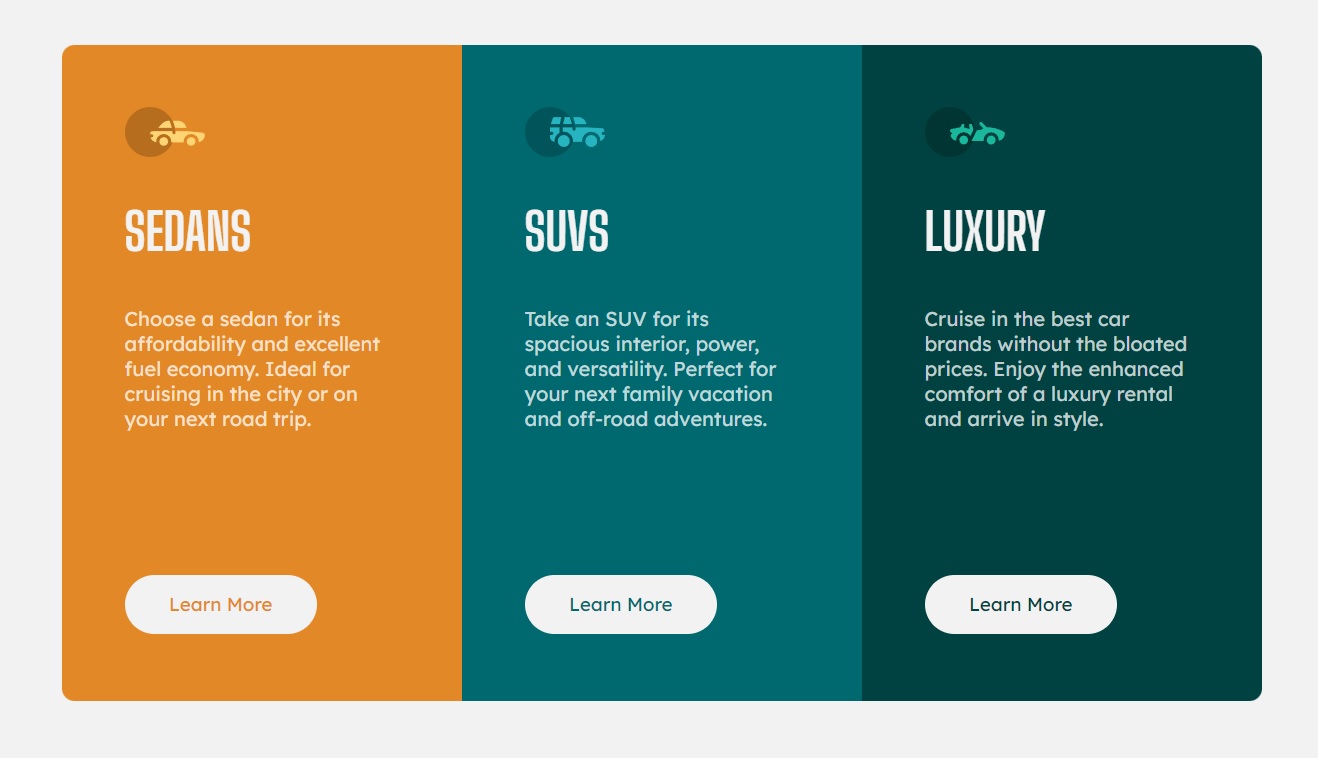 SEDANS
Choose a sedan for its
affordability and excellent
fuel economy. Ideal for
cruising in the city or on
your next road trip.
Learn More
SUVS
Take an SUV for its
spacious interior, power,
and versatility. Perfect for
your next family vacation
and off-road adventures.
Learn More
LUXURY
Cruise in the best car
brands without the bloated
prices. Enjoy the enhanced
comfort of a luxury rental
and arrive in style.
Learn More